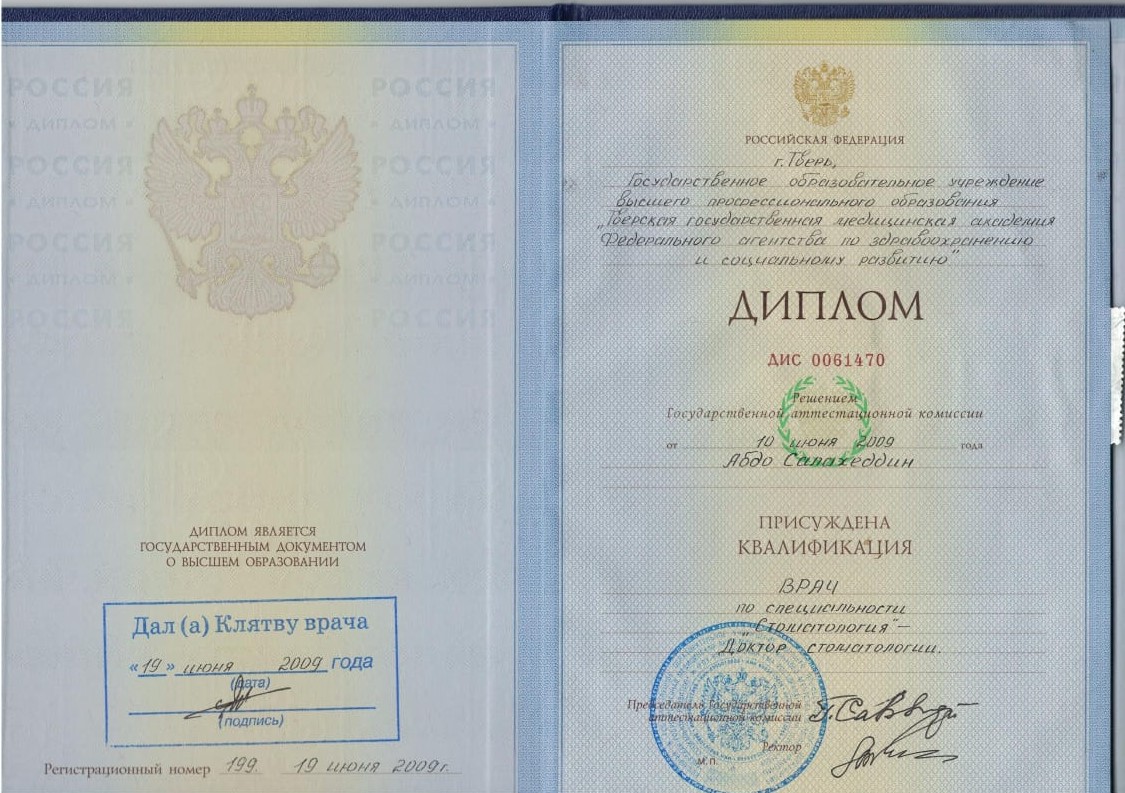 РОССИЯ РОССИЯ
• ДИПЛОМ • • ДИПЛОМ •
РОССИЯ РОССИЯ
• ДИПЛОМ • • ДИПЛОМ •
РОССИЯ РОССИЯ
• ДИПЛОМ • • ДИПЛОМ •
РОССИЯ РОССИЯ
ДИПЛОМ ЯВЛЯЕТСЯ
ГОСУДАРСТВЕННЫМ ДОКУМЕНТОМ
О ВЫСШЕМ ОБРАЗОВАНИИ
Дал (а) Клятву врача
«19» июня 2009 года
(дата)
(подпись)
Регистрационный номер 199. 19 июня 2009г.
РОССИЙСКАЯ ФЕДЕРАЦИЯ
г. Тверь,
Государственное образовательное учреждение
высшего профессионального образования
„Тверская государственная медицинская академия
Федерального агентства по здравоохранению
и социальному развитию"
ДИПЛОМ
ДИС 0061470
Решением
Государственной аттестационной комиссии
от 10 июня 2009 года
Абдо Салахеддин
ПРИСУЖДЕНА
КВАЛИФИКАЦИЯ
ВРАЧ
по специальности
"Стоматология" –
Доктор стоматологии.
Председатель Государственной
аттестационной комиссии
Ректор
М.П.